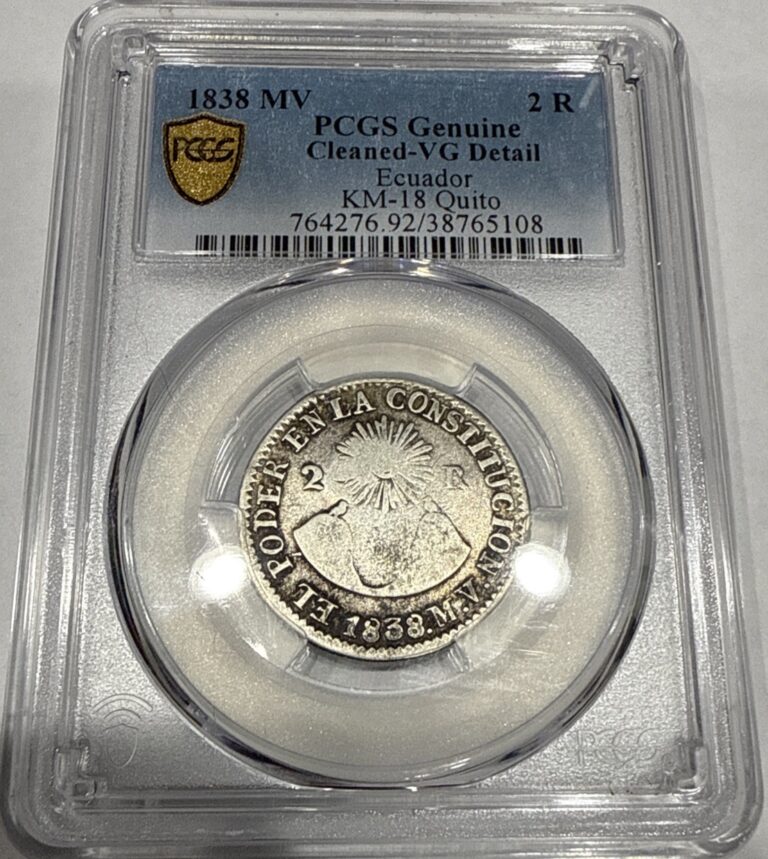 1838 MV 2 R
PCGS
PCGS Genuine
Cleaned-VG Detail
Ecuador
KM-18 Quito
764276.92/38765108
EL PODER EN LA CONSTITUCION
2 R
1838. M.V.
PCGS